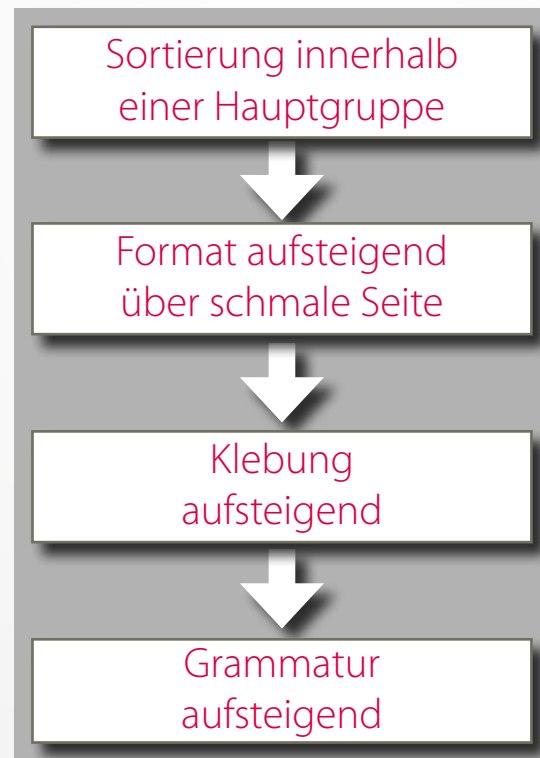 Sortierung innerhalb
einer Hauptgruppe
Format aufsteigend
über schmale Seite
Klebung
aufsteigend
Grammatur
aufsteigend